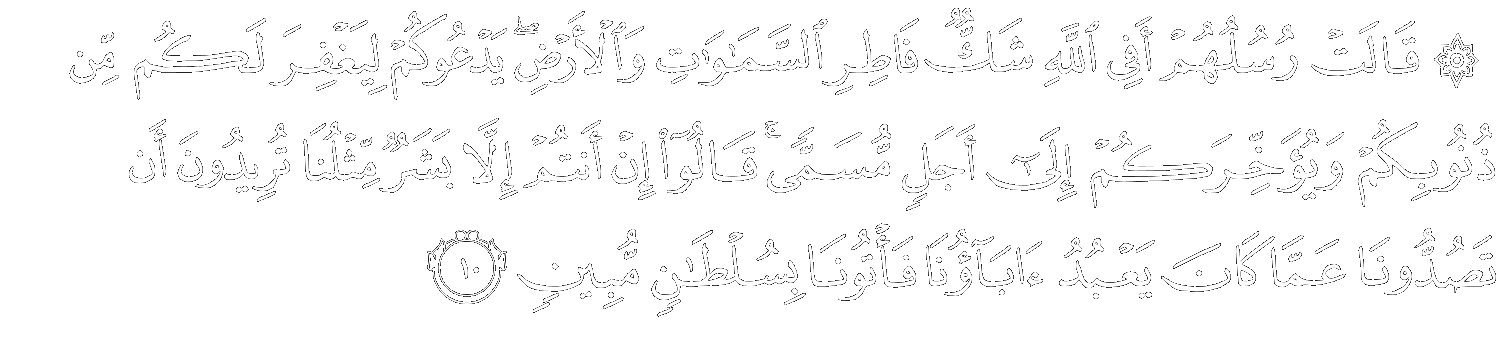 ۞ قَالَتْ رُسُلُهُمْ أَفِى ٱللَّهِ شَكٌّ فَاطِرِ ٱلسَّمَٰوَٰتِ وَٱلْأَرْضِ ۖ يَدْعُوكُمْ لِيَغْفِرَ لَكُم مِّن
ذُنُوبِكُمْ وَيُؤَخِّرَكُمْ إِلَىٰٓ أَجَلٍ مُّسَمًّى ۚ قَالُوٓا۟ إِنْ أَنتُمْ إِلَّا بَشَرٌ مِّثْلُنَا تُرِيدُونَ أَن
تَصُدُّونَا عَمَّا كَانَ يَعْبُدُ ءَابَآؤُنَا فَأْتُونَا بِسُلْطَٰنٍ مُّبِينٍ ١٠